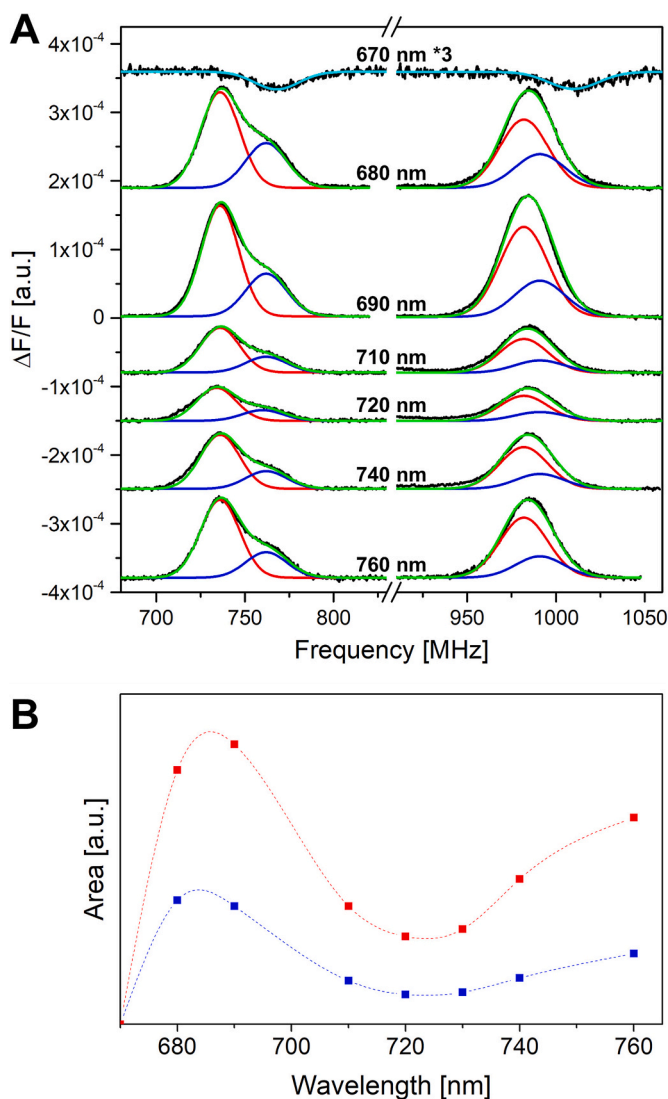 A
4x10⁻⁴
3x10⁻⁴
2x10⁻⁴
1x10⁻⁴
0
-1x10⁻⁴
-2x10⁻⁴
-3x10⁻⁴
-4x10⁻⁴
ΔF/F [a.u.]
670 nm *3
680 nm
690 nm
710 nm
720 nm
740 nm
760 nm
700 750 800 950 1000 1050
Frequency [MHz]
B
Area [a.u.]
680 700 720 740 760
Wavelength [nm]